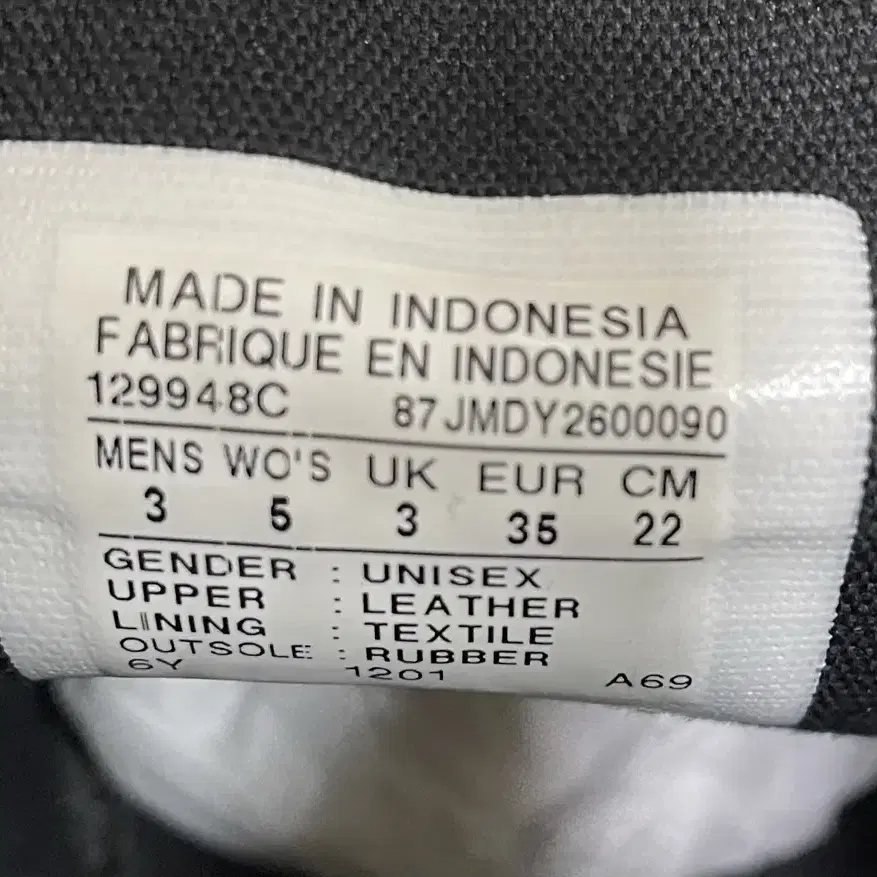 MADE IN INDONESIA
FABRIQUE EN INDONESIE
129948C 87JMDY2600090
MENS WO'S UK EUR CM
3 5 3 35 22
GENDER : UNISEX
UPPER : LEATHER
LINING : TEXTILE
OUTSOLE : RUBBER
6Y 1201 A69